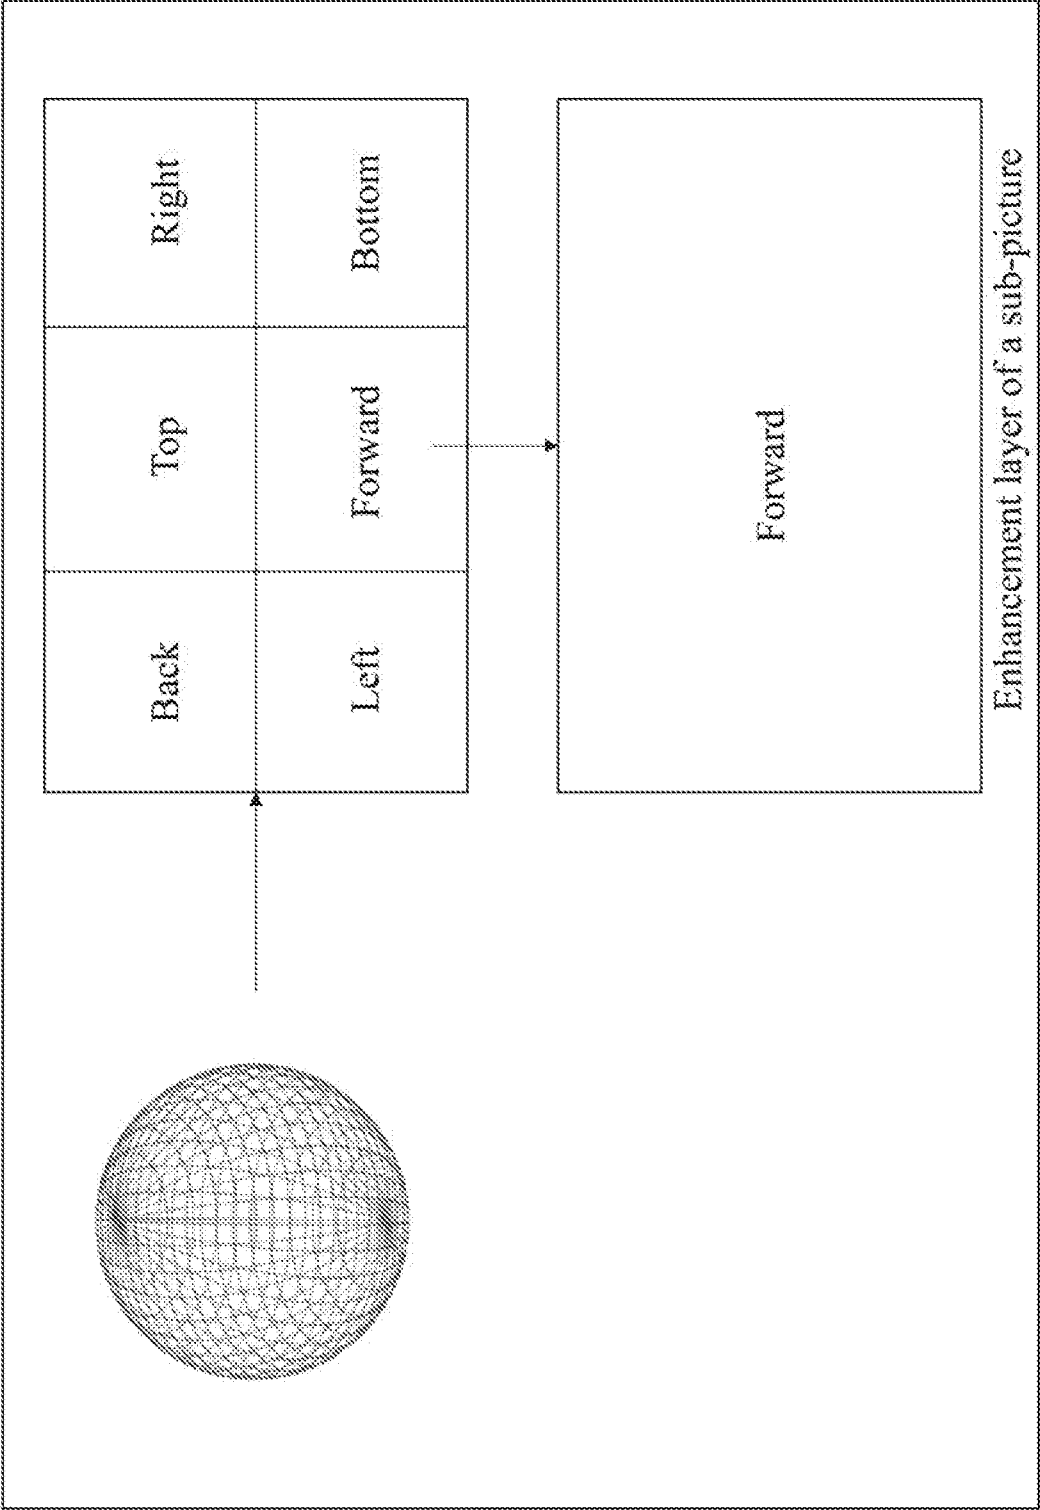 Back
Top
Right
Left
Forward
Bottom
Forward
Enhancement layer of a sub-picture